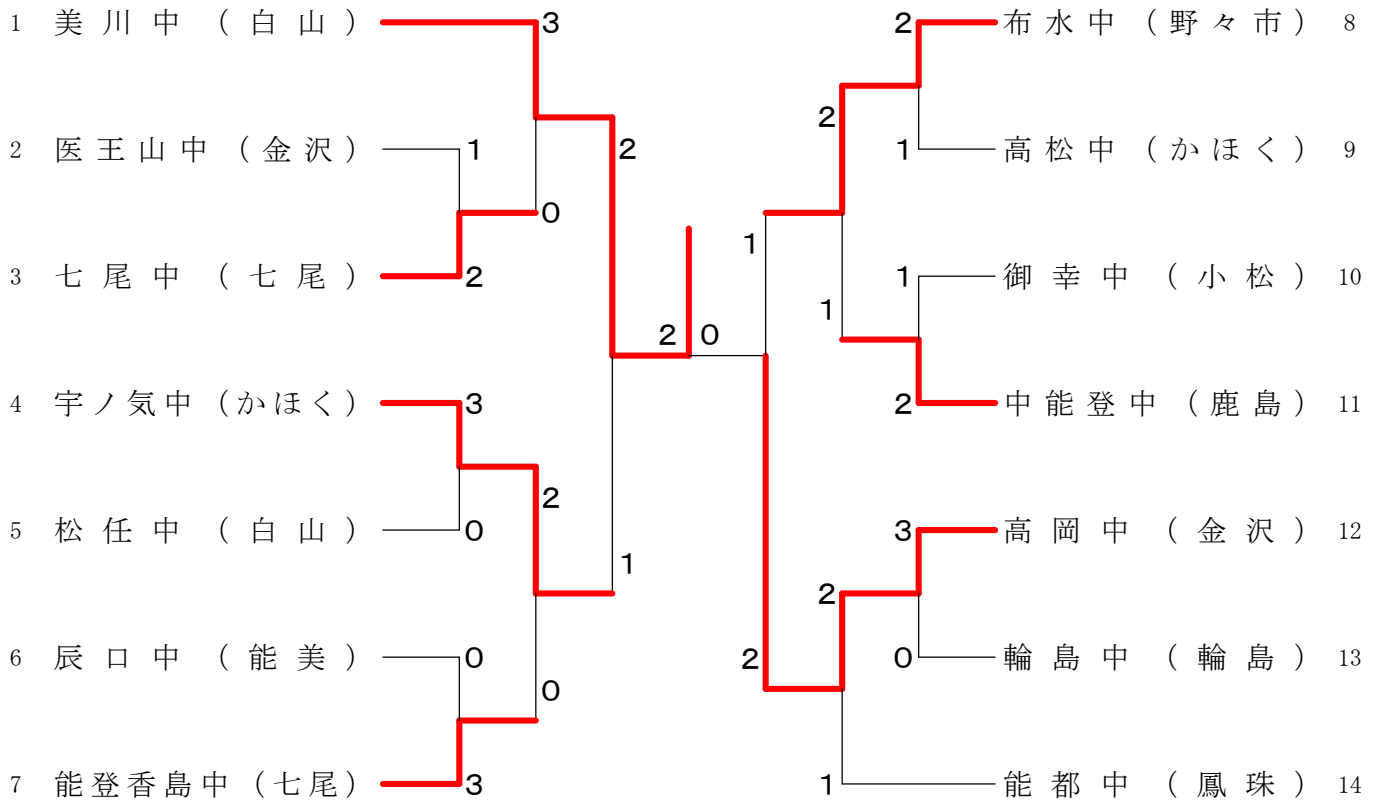 1 美川中（白山） 3 2 布水中（野々市） 8
2 医王山中（金沢） 1 2 2 1 高松中（かほく） 9
0 1
3 七尾中（七尾） 2 1 御幸中（小松） 10
1
2 0
4 宇ノ気中（かほく） 3 2 中能登中（鹿島） 11
2
5 松任中（白山） 0 3 高岡中（金沢） 12
1 2
6 辰口中（能美） 0 2 0 輪島中（輪島） 13
0
7 能登香島中（七尾） 3 1 能都中（鳳珠） 14